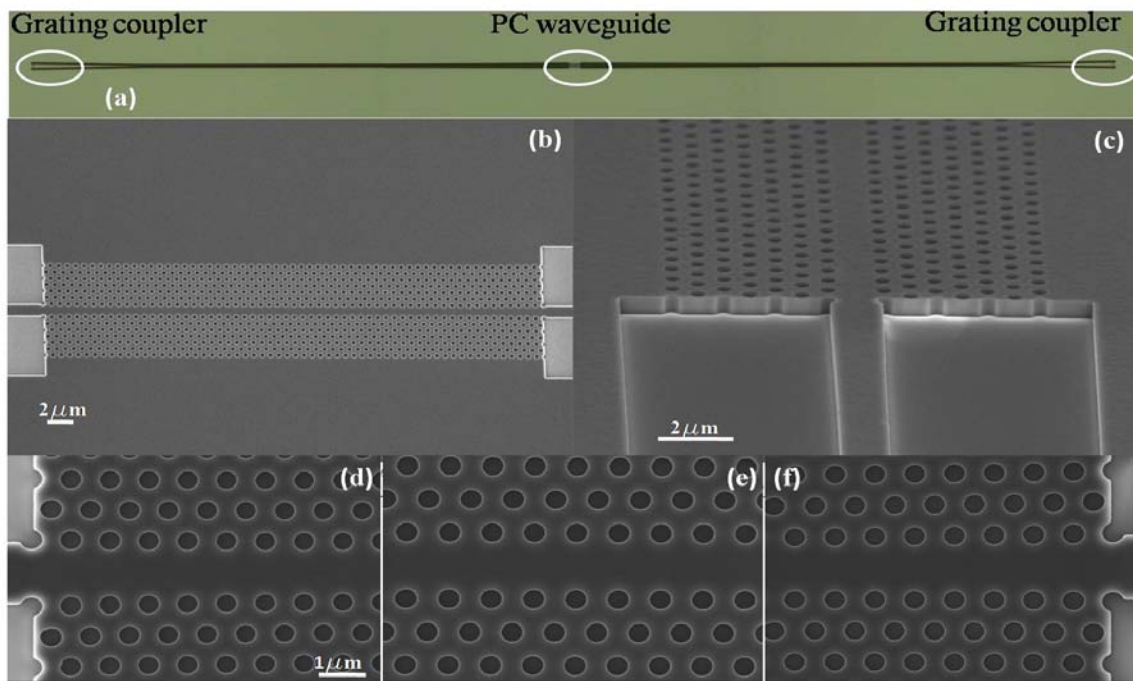 Grating coupler PC waveguide Grating coupler
(a)
(b)
(c)
2μm
2μm
(d)
(e)
(f)
1μm